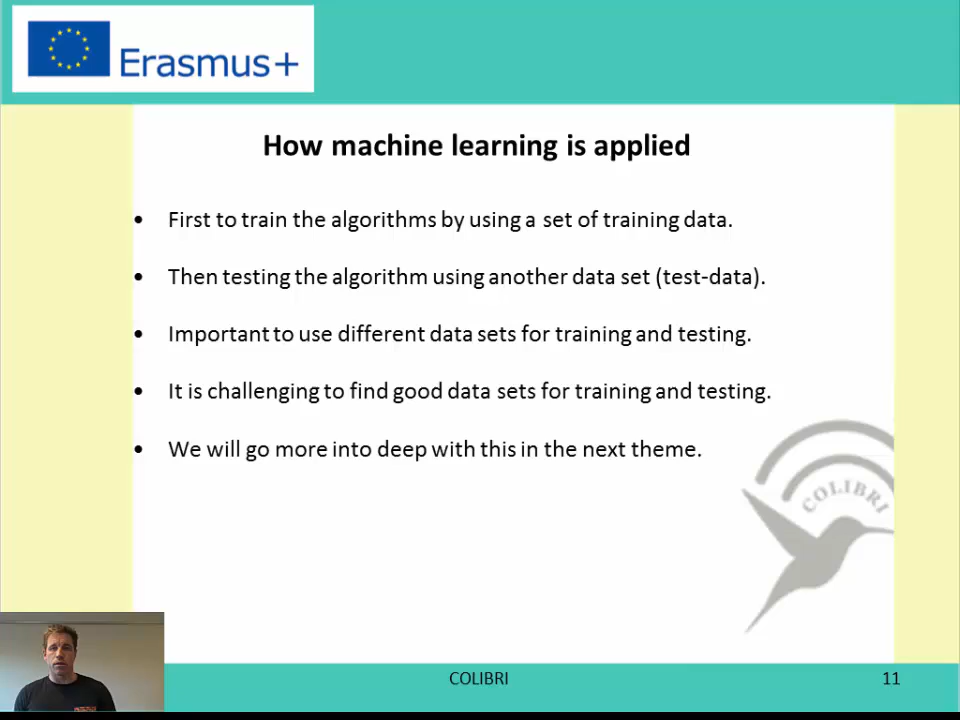 Erasmus+
How machine learning is applied
• First to train the algorithms by using a set of training data.
• Then testing the algorithm using another data set (test-data).
• Important to use different data sets for training and testing.
• It is challenging to find good data sets for training and testing.
• We will go more into deep with this in the next theme.
COLIBRI
COLIBRI
11